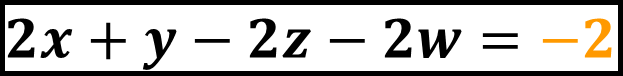 2x + y − 2z − 2w = −2